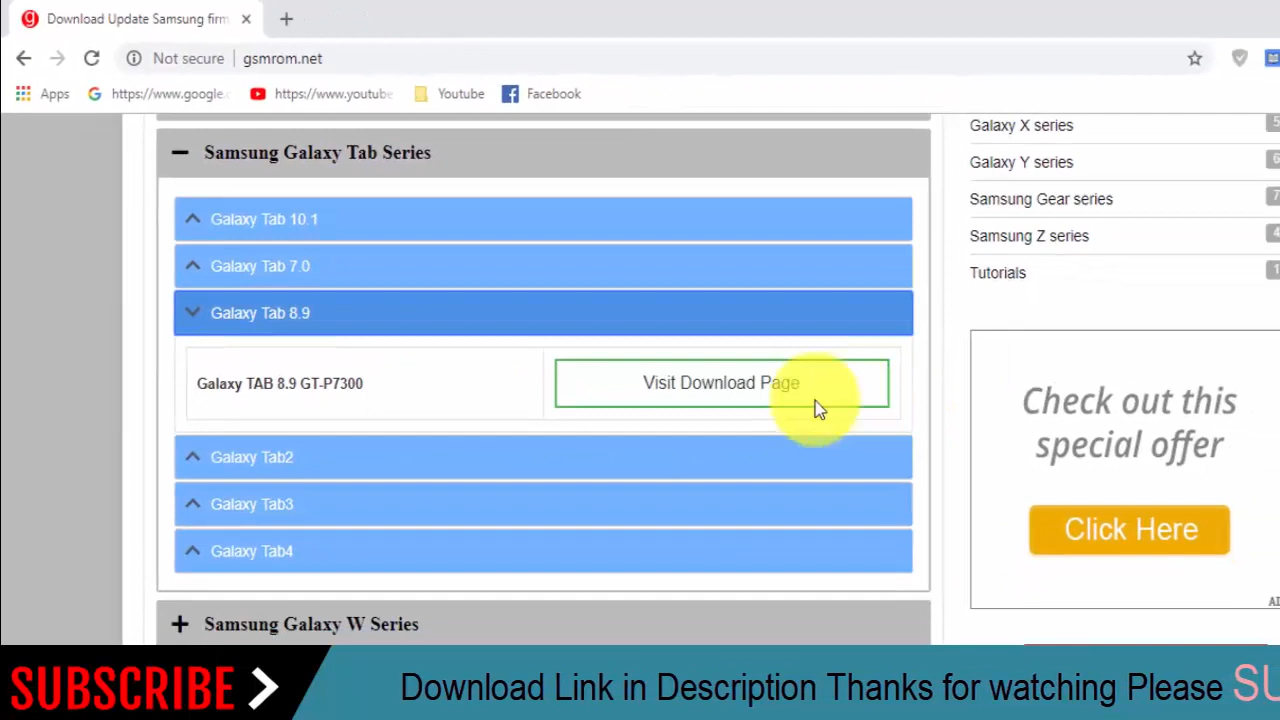 Download Update Samsung firm
Not secure
gsmrom.net
Apps
https://www.google.
https://www.youtube
Youtube
Facebook
Samsung Galaxy Tab Series
Galaxy Tab 10.1
Galaxy Tab 7.0
Galaxy Tab 8.9
Galaxy TAB 8.9 GT-P7300
Visit Download Page
Galaxy Tab2
Galaxy Tab3
Galaxy Tab4
Samsung Galaxy W Series
Galaxy X series
Galaxy Y series
Samsung Gear series
Samsung Z series
Tutorials
Check out this
special offer
Click Here
SUBSCRIBE
Download Link in Description Thanks for watching Please SU